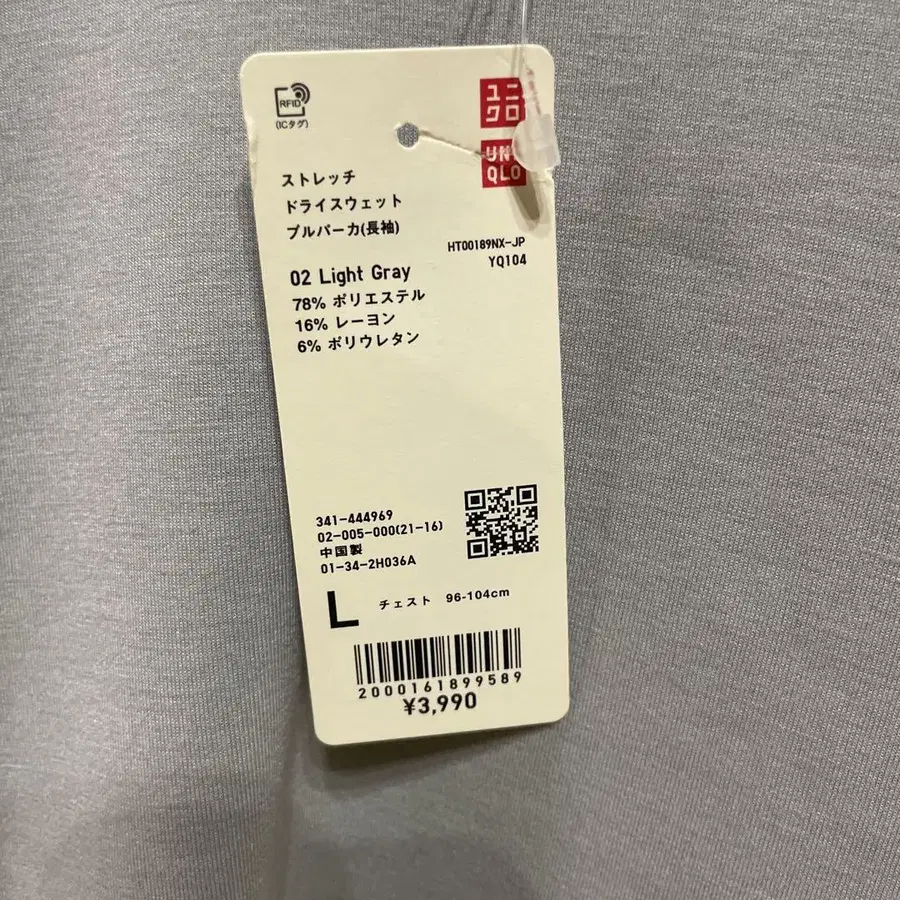 RFID
(ICタグ)
ユニ
クロ
UNI
QLO
ストレッチ
ドライスウェット
プルパーカ(長袖)
HT00189NX-JP
YQ104
02 Light Gray
78% ポリエステル
16% レーヨン
6% ポリウレタン
341-444969
02-005-000(21-16)
中国製
01-34-2H036A
L チェスト 96-104cm
2000161899589
¥3,990